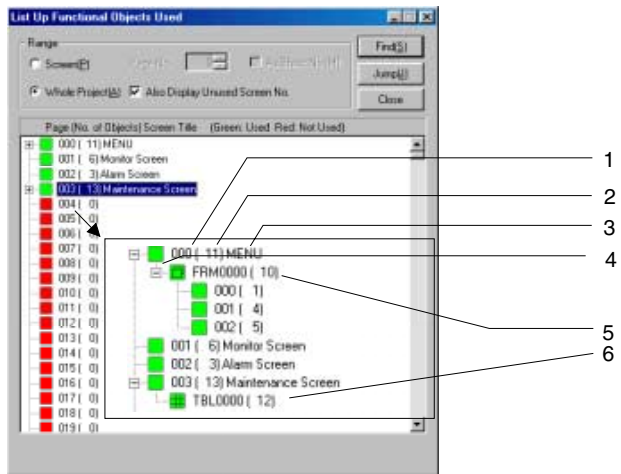 List Up Functional Objects Used
Range
Screen(P)
Whole Project(A) Also Display Unused Screen No.
Find(S)
Jump(J)
Close
Page (No. of Objects) Screen Title (Green: Used Red: Not Used)
000 ( 11) MENU
001 ( 6) Monitor Screen
002 ( 3) Alarm Screen
003 ( 13) Maintenance Screen
004 ( 0)
005 ( 0)
006 ( 0)
007 ( 0)
008 ( 0)
009 ( 0)
010 ( 0)
011 ( 0)
012 ( 0)
013 ( 0)
014 ( 0)
015 ( 0)
016 ( 0)
017 ( 0)
018 ( 0)
019 ( 0)
000 ( 11) MENU
FRM0000 ( 10)
000 ( 1)
001 ( 4)
002 ( 5)
001 ( 6) Monitor Screen
002 ( 3) Alarm Screen
003 ( 13) Maintenance Screen
TBL0000 ( 12)
1
2
3
4
5
6